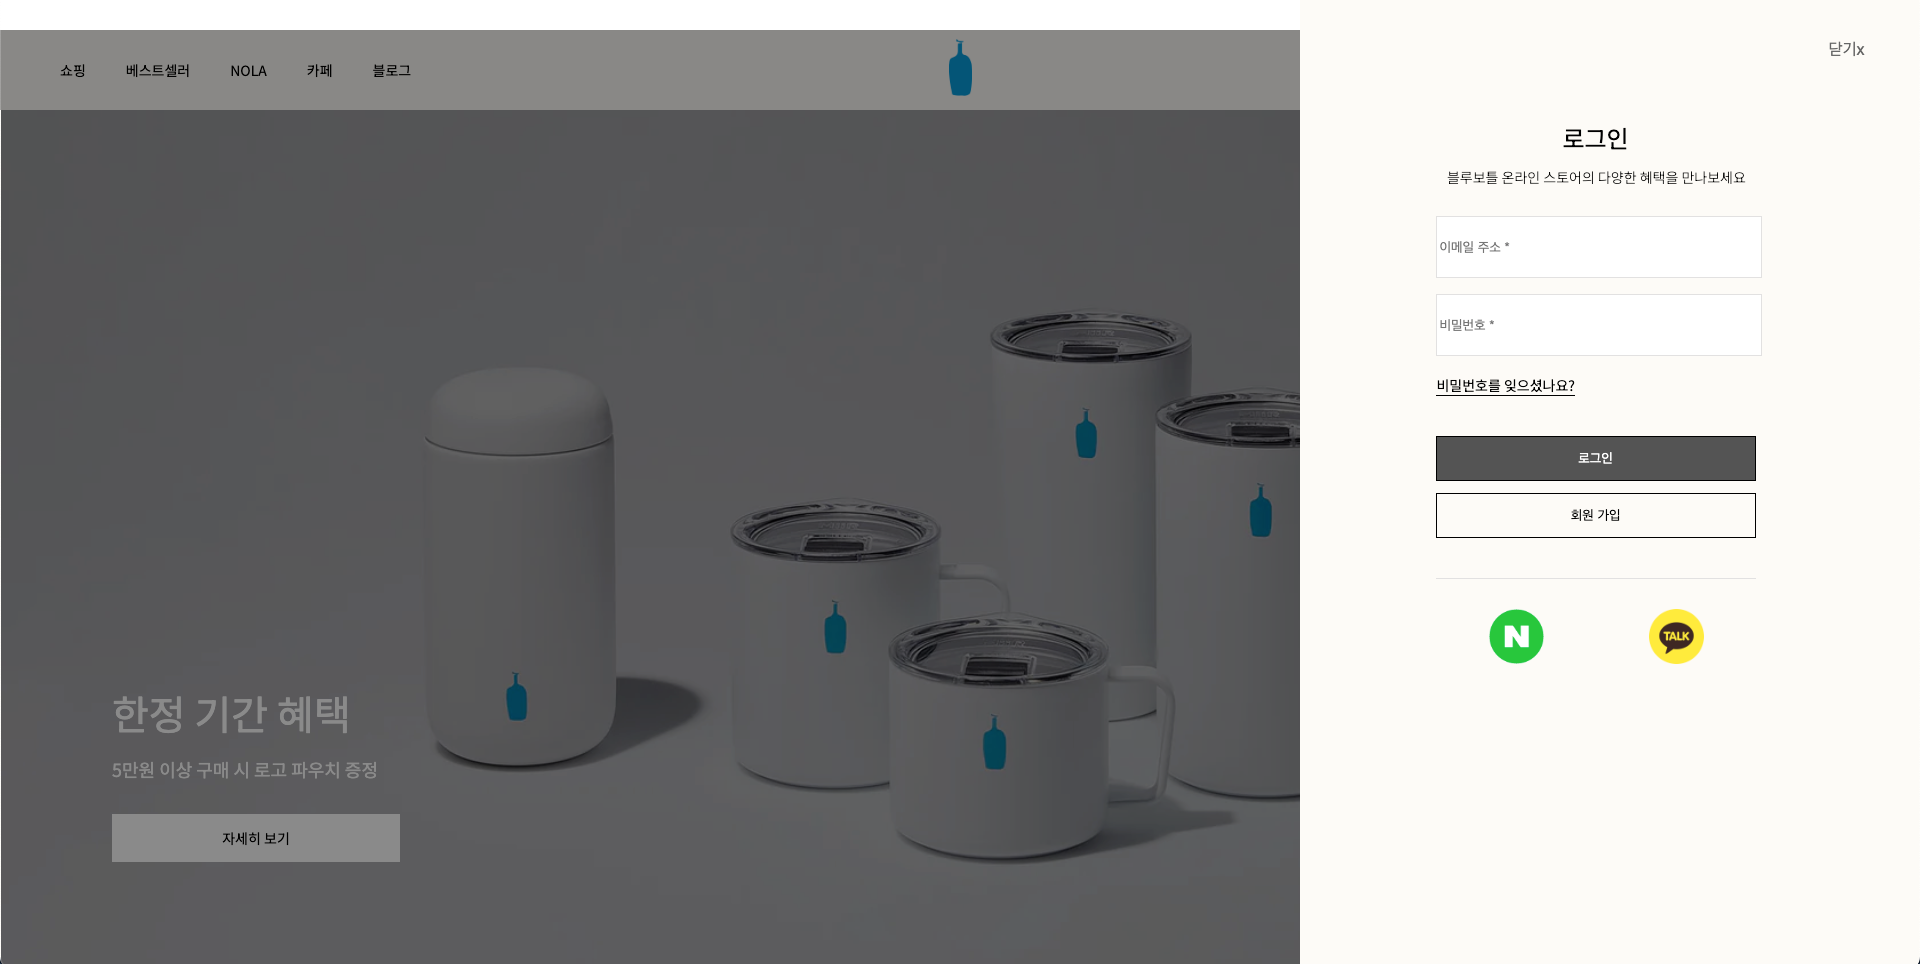 쇼핑
베스트셀러
NOLA
카페
블로그
한정 기간 혜택
5만원 이상 구매 시 로고 파우치 증정
자세히 보기
닫기x
로그인
블루보틀 온라인 스토어의 다양한 혜택을 만나보세요
이메일 주소 *
비밀번호 *
비밀번호를 잊으셨나요?
로그인
회원 가입
N
TALK